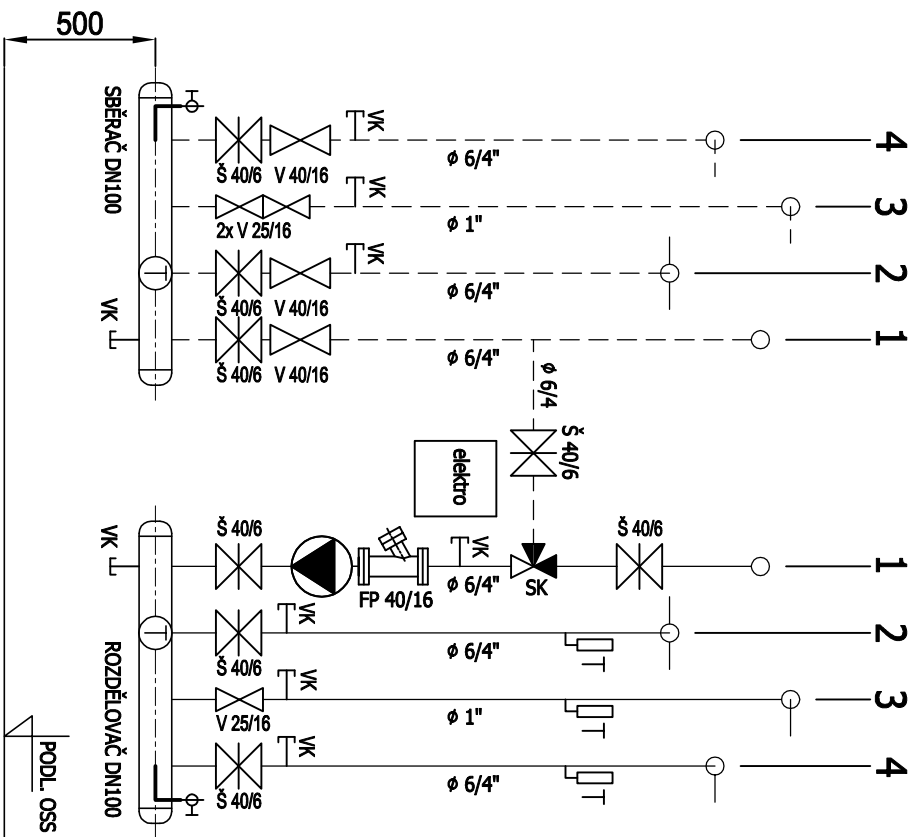 500
SBĚRAČ DN100
VK
Š 40/6
V 40/16
VK
ϕ 6/4"
4
2x V 25/16
VK
ϕ 1"
3
Š 40/6
V 40/16
VK
ϕ 6/4"
2
Š 40/6
V 40/16
ϕ 6/4"
1
ϕ 6/4
Š 40/6
elektro
VK
Š 40/6
FP 40/16
VK
ϕ 6/4"
SK
Š 40/6
1
Š 40/6
VK
ϕ 6/4"
2
V 25/16
VK
ϕ 1"
3
Š 40/6
VK
ϕ 6/4"
4
ROZDĚLOVAČ DN100
PODL. OSS